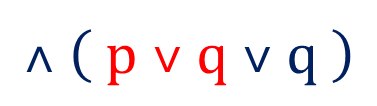 ∧ ( p ∨ q ∨ q )